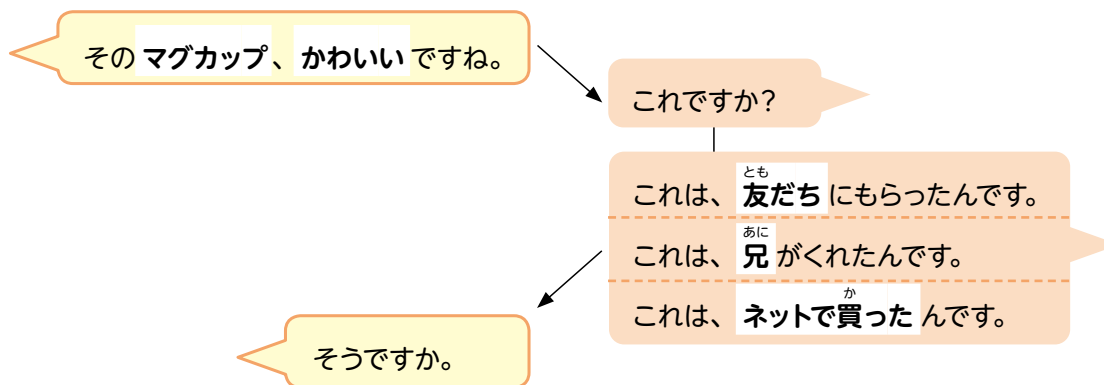 そのマグカップ、かわいいですね。
これですか？
これは、友だちにもらったんです。
これは、兄がくれたんです。
これは、ネットで買ったんです。
そうですか。